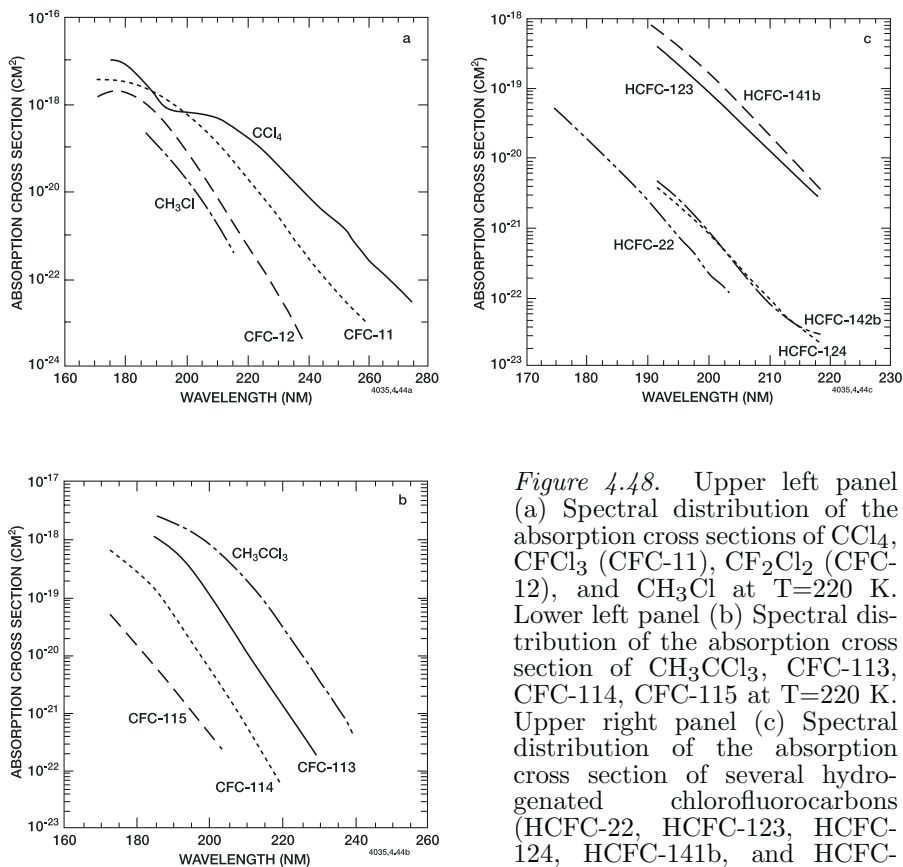 10⁻¹⁶
10⁻¹⁸
10⁻²⁰
10⁻²²
10⁻²⁴
ABSORPTION CROSS SECTION (CM²)
a
CCl₄
CH₃Cl
CFC-12
CFC-11
160 180 200 220 240 260 280
WAVELENGTH (NM)
4035,4.44a
10⁻¹⁸
10⁻¹⁹
10⁻²⁰
10⁻²¹
10⁻²²
10⁻²³
ABSORPTION CROSS SECTION (CM²)
c
HCFC-123
HCFC-141b
HCFC-22
HCFC-142b
HCFC-124
170 180 190 200 210 220 230
WAVELENGTH (NM)
4035,4.44c
10⁻¹⁷
10⁻¹⁸
10⁻¹⁹
10⁻²⁰
10⁻²¹
10⁻²²
10⁻²³
ABSORPTION CROSS SECTION (CM²)
b
CH₃CCl₃
CFC-115
CFC-114
CFC-113
160 180 200 220 240 260
WAVELENGTH (NM)
4035,4.44b
Figure 4.48. Upper left panel
(a) Spectral distribution of the
absorption cross sections of CCl₄,
CFCl₃ (CFC-11), CF₂Cl₂ (CFC-
12), and CH₃Cl at T=220 K.
Lower left panel (b) Spectral dis-
tribution of the absorption cross
section of CH₃CCl₃, CFC-113,
CFC-114, CFC-115 at T=220 K.
Upper right panel (c) Spectral
distribution of the absorption
cross section of several hydro-
genated chlorofluorocarbons
(HCFC-22, HCFC-123, HCFC-
124, HCFC-141b, and HCFC-